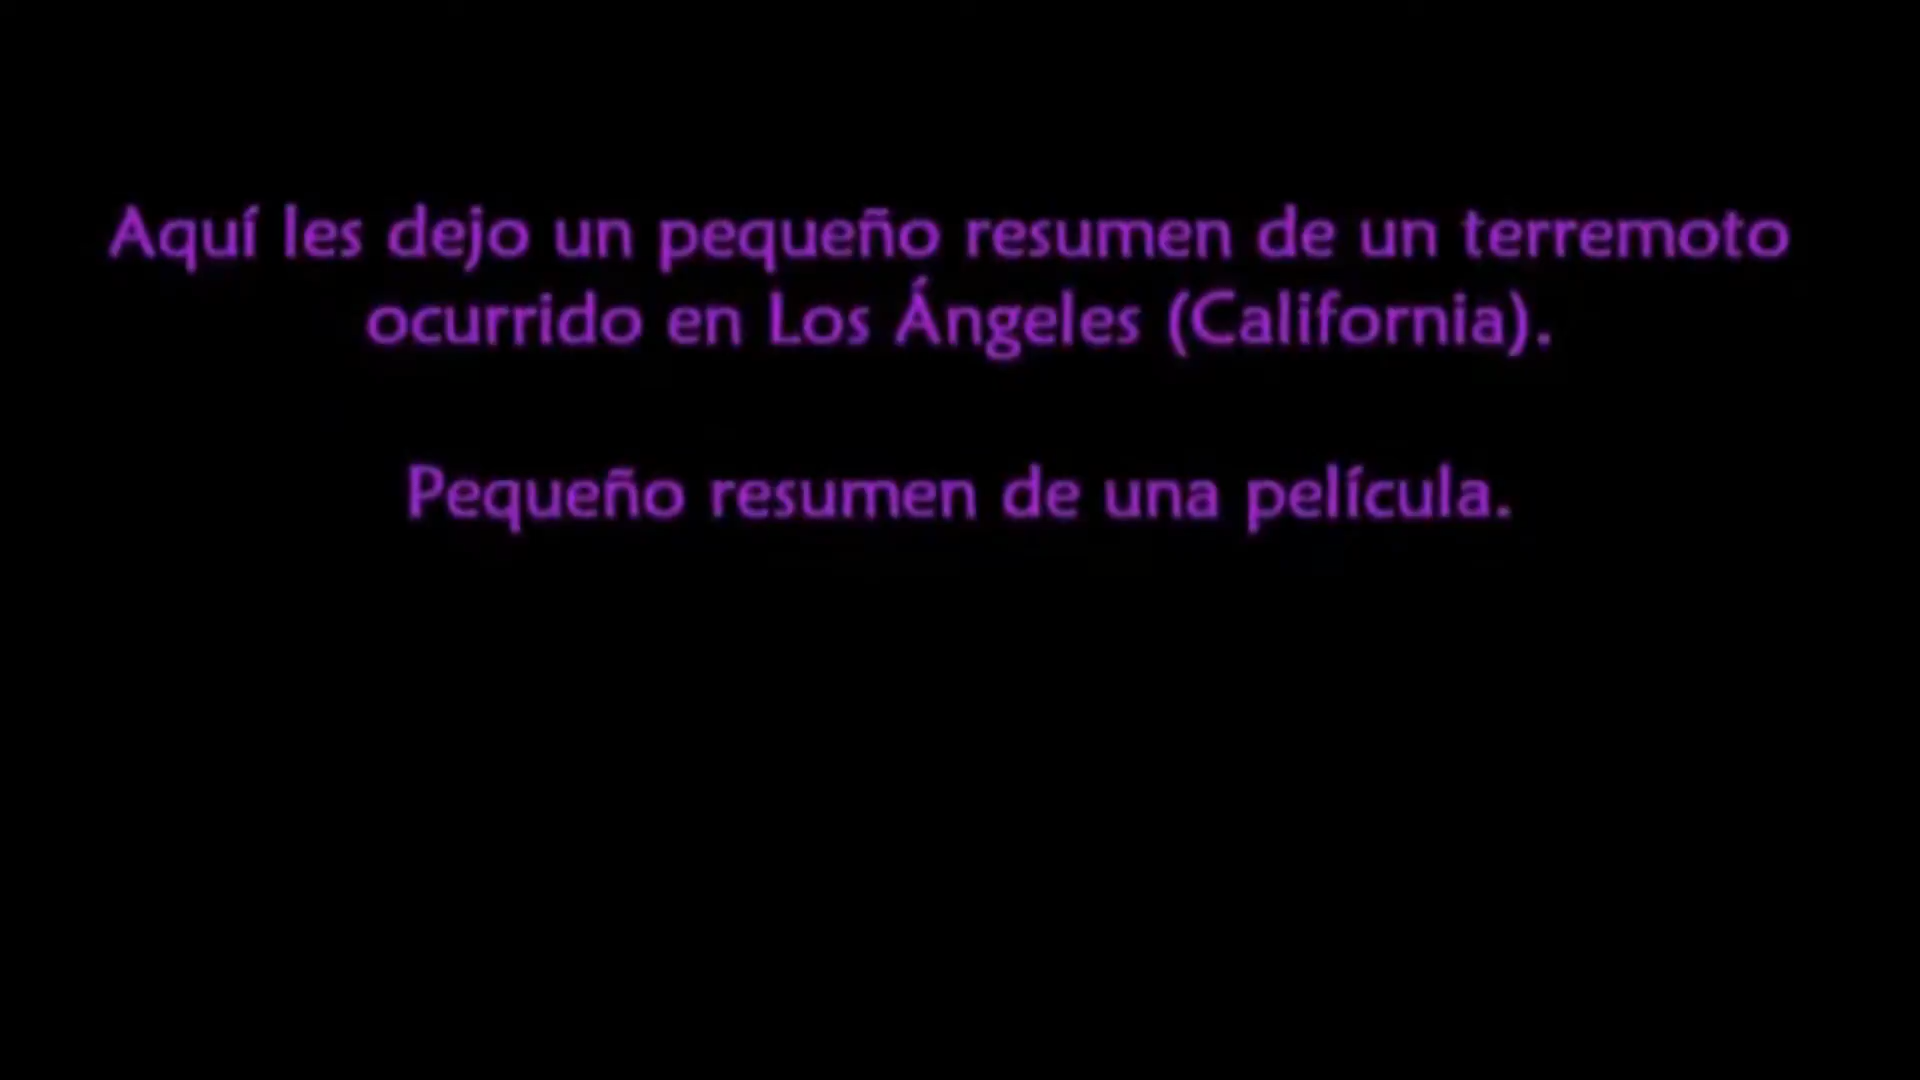 Aquí les dejo un pequeño resumen de un terremoto
ocurrido en Los Ángeles (California).
Pequeño resumen de una película.